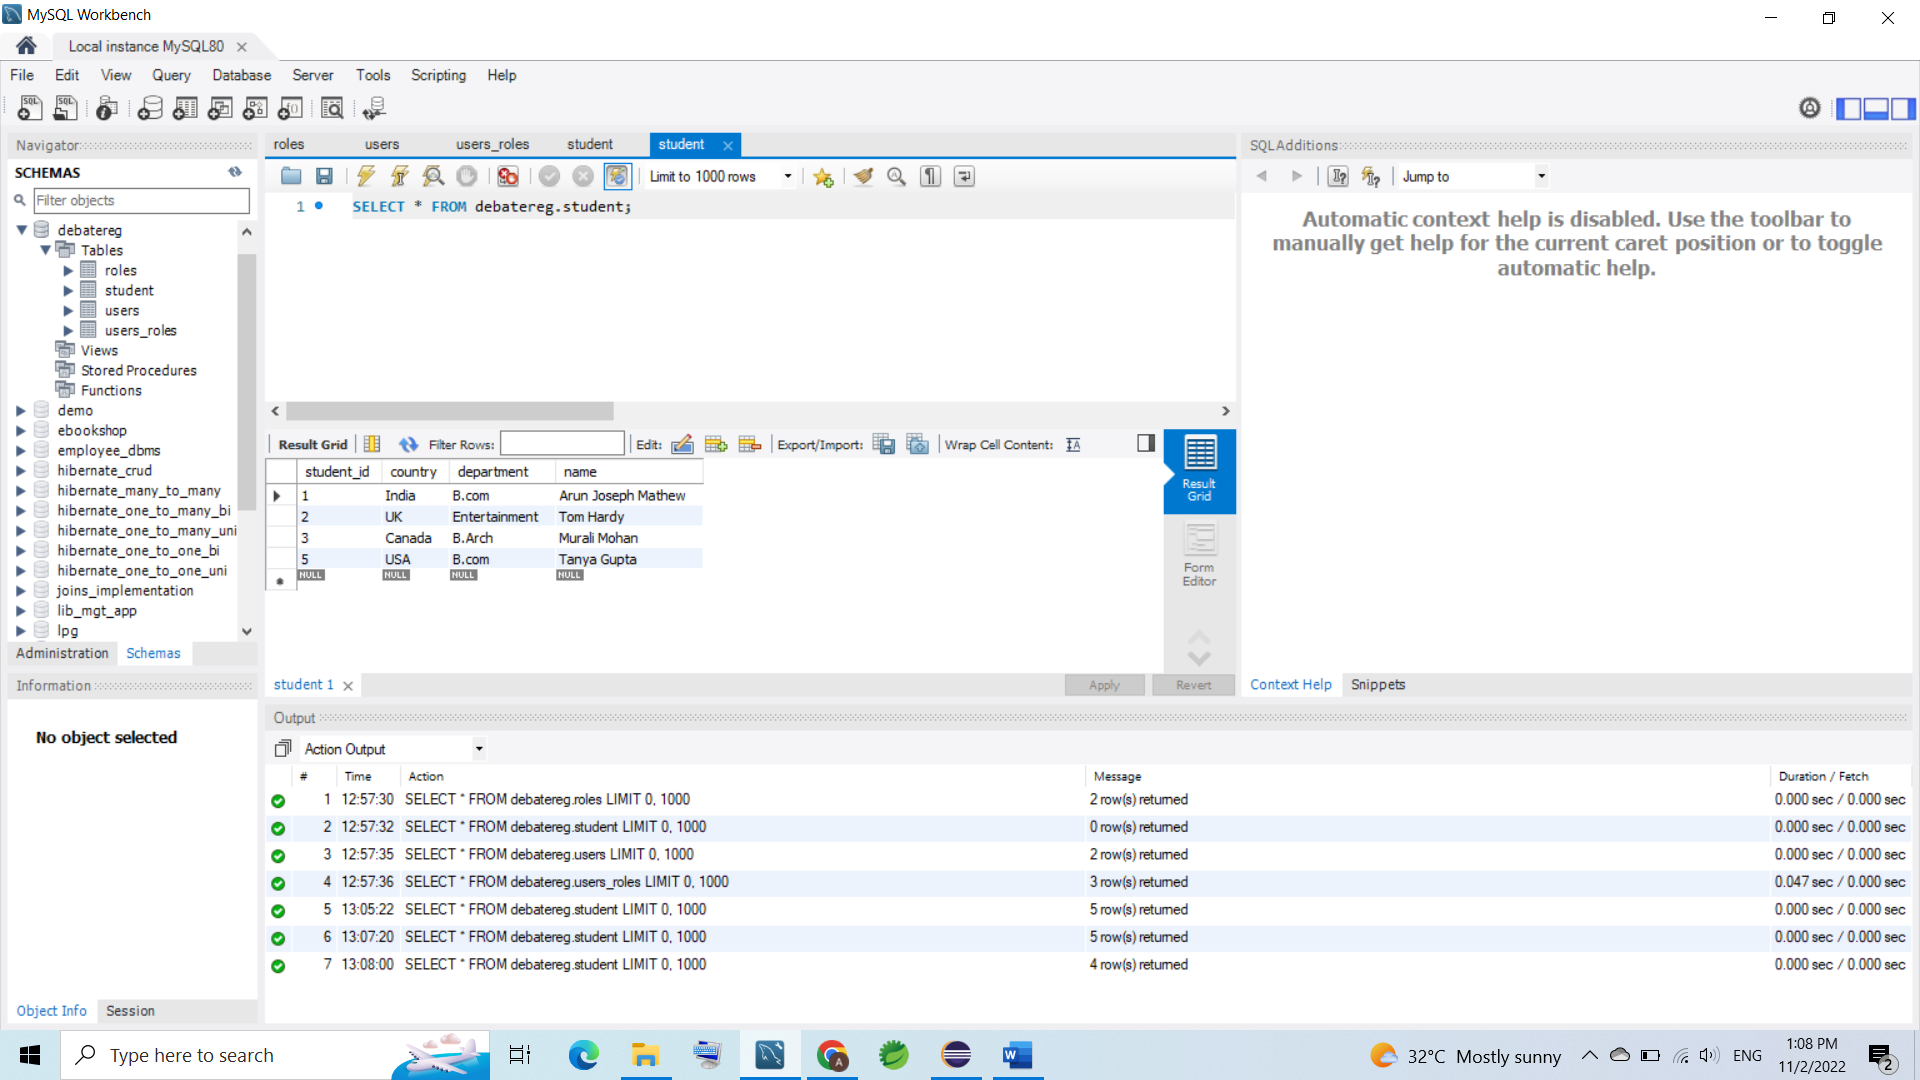 MySQL Workbench
Local instance MySQL80
File Edit View Query Database Server Tools Scripting Help
Navigator
SCHEMAS
Filter objects
debatereg
Tables
roles
student
users
users_roles
Views
Stored Procedures
Functions
demo
ebookshop
employee_dbms
hibernate_crud
hibernate_many_to_many
hibernate_one_to_many_bi
hibernate_one_to_many_uni
hibernate_one_to_one_bi
hibernate_one_to_one_uni
joins_implementation
lib_mgt_app
lpg
Administration Schemas
Information
No object selected
Object Info Session
roles users users_roles student student
Limit to 1000 rows
1 SELECT * FROM debatereg.student;
Result Grid Filter Rows: Edit: Export/Import: Wrap Cell Content:
student_id country department name
1 India B.com Arun Joseph Mathew
2 UK Entertainment Tom Hardy
3 Canada B.Arch Murali Mohan
5 USA B.com Tanya Gupta
NULL NULL NULL NULL
Result Grid
Form Editor
student 1 Apply Revert
SQLAdditions
Jump to
Automatic context help is disabled. Use the toolbar to
manually get help for the current caret position or to toggle
automatic help.
Context Help Snippets
Output
Action Output
# Time Action Message Duration / Fetch
1 12:57:30 SELECT * FROM debatereg.roles LIMIT 0, 1000 2 row(s) returned 0.000 sec / 0.000 sec
2 12:57:32 SELECT * FROM debatereg.student LIMIT 0, 1000 0 row(s) returned 0.000 sec / 0.000 sec
3 12:57:35 SELECT * FROM debatereg.users LIMIT 0, 1000 2 row(s) returned 0.000 sec / 0.000 sec
4 12:57:36 SELECT * FROM debatereg.users_roles LIMIT 0, 1000 3 row(s) returned 0.047 sec / 0.000 sec
5 13:05:22 SELECT * FROM debatereg.student LIMIT 0, 1000 5 row(s) returned 0.000 sec / 0.000 sec
6 13:07:20 SELECT * FROM debatereg.student LIMIT 0, 1000 5 row(s) returned 0.000 sec / 0.000 sec
7 13:08:00 SELECT * FROM debatereg.student LIMIT 0, 1000 4 row(s) returned 0.000 sec / 0.000 sec
Type here to search
32°C Mostly sunny
ENG
1:08 PM
11/2/2022
2